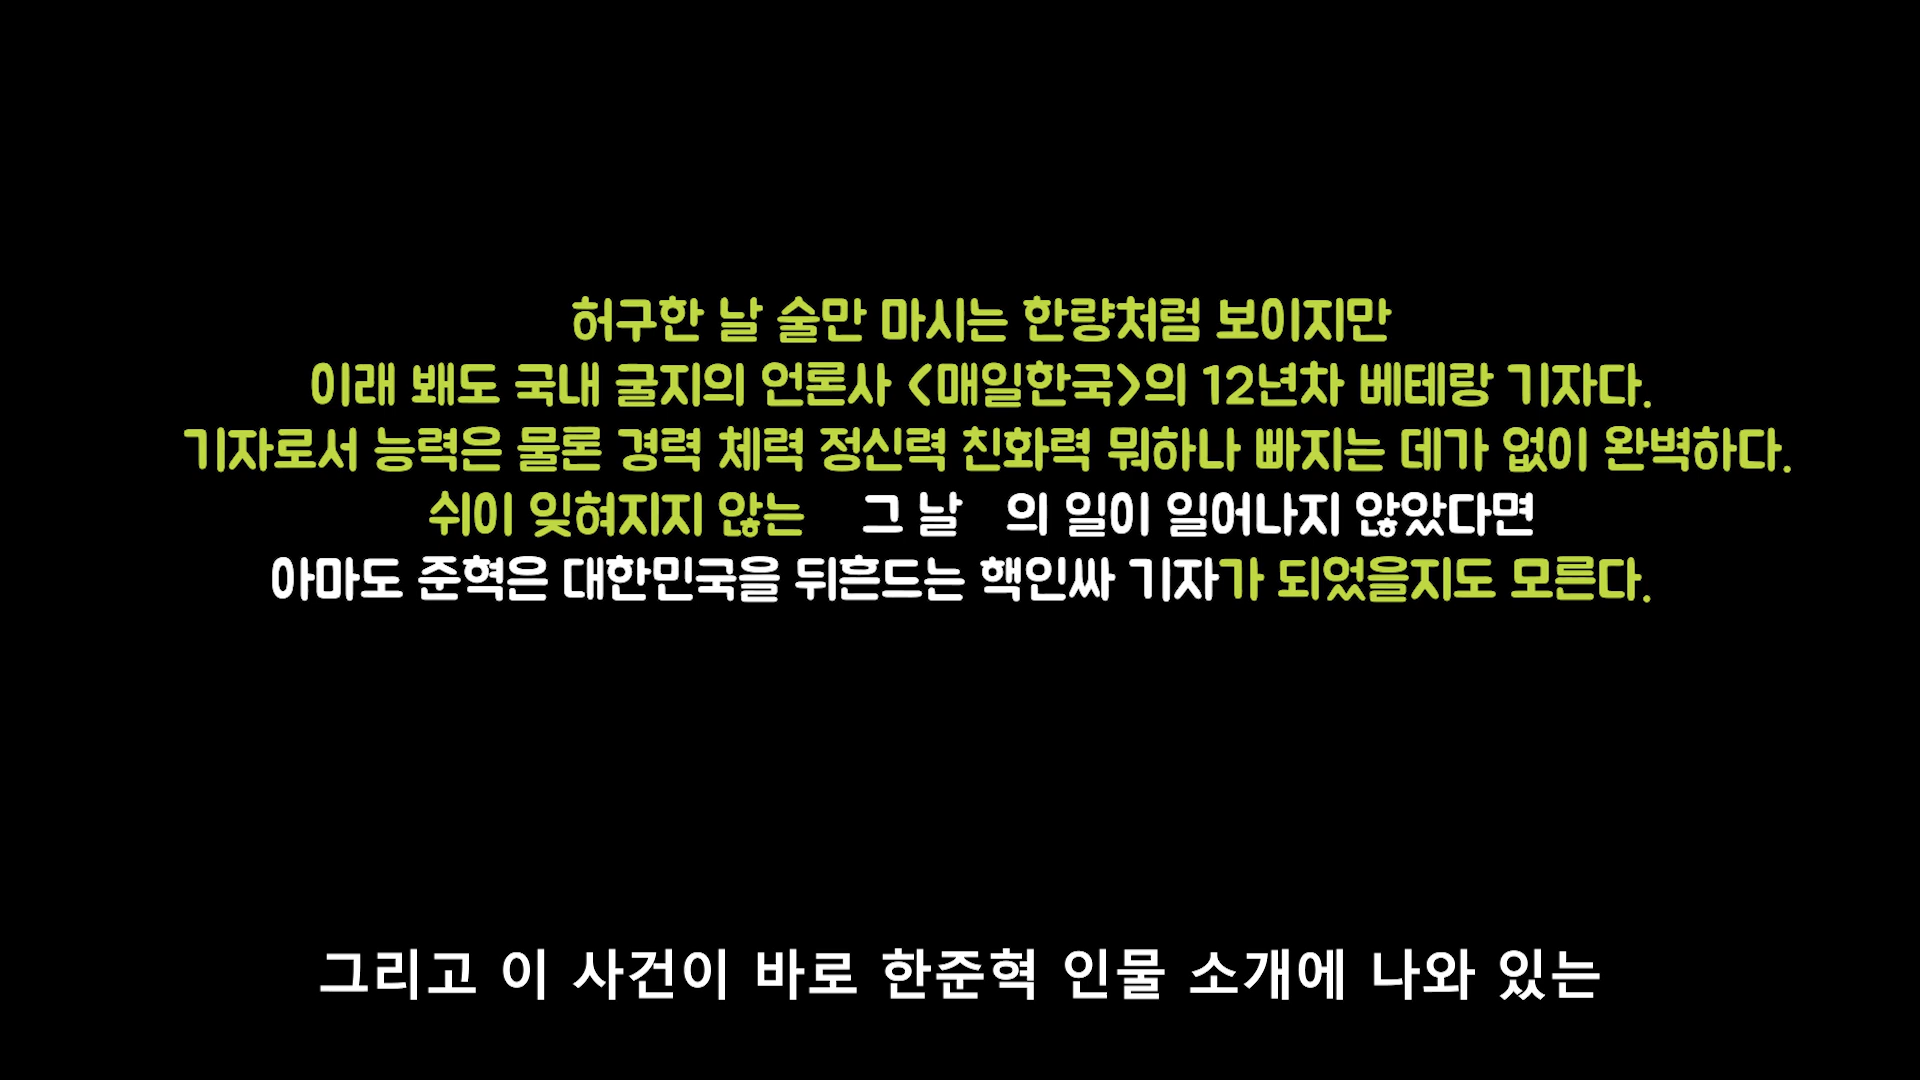 허구한 날 술만 마시는 한량처럼 보이지만
이래 봬도 국내 굴지의 언론사 <매일한국>의 12년차 베테랑 기자다.
기자로서 능력은 물론 경력 체력 정신력 친화력 뭐하나 빠지는 데가 없이 완벽하다.
쉬이 잊혀지지 않는 그 날 의 일이 일어나지 않았다면
아마도 준혁은 대한민국을 뒤흔드는 핵인싸 기자가 되었을지도 모른다.
그리고 이 사건이 바로 한준혁 인물 소개에 나와 있는